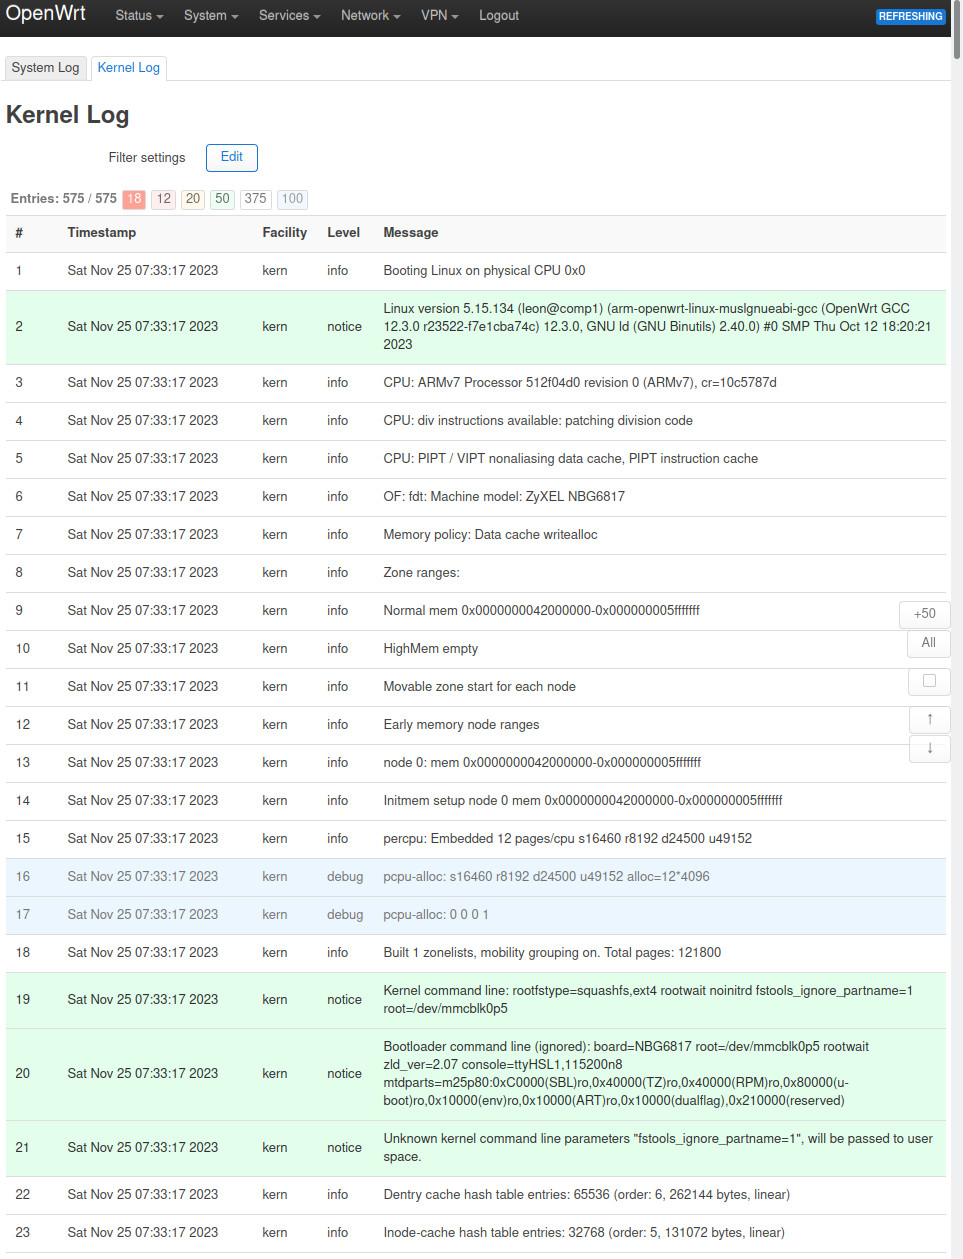 OpenWrt Status System Services Network VPN Logout REFRESHING
System Log Kernel Log
Kernel Log
Filter settings Edit
Entries: 575 / 575 18 12 20 50 375 100
# Timestamp Facility Level Message
1 Sat Nov 25 07:33:17 2023 kern info Booting Linux on physical CPU 0x0
2 Sat Nov 25 07:33:17 2023 kern notice Linux version 5.15.134 (leon@comp1) (arm-openwrt-linux-muslgnueabi-gcc (OpenWrt GCC
12.3.0 r23522-f7e1cba74c) 12.3.0, GNU ld (GNU Binutils) 2.40.0) #0 SMP Thu Oct 12 18:20:21
2023
3 Sat Nov 25 07:33:17 2023 kern info CPU: ARMv7 Processor 512f04d0 revision 0 (ARMv7), cr=10c5787d
4 Sat Nov 25 07:33:17 2023 kern info CPU: div instructions available: patching division code
5 Sat Nov 25 07:33:17 2023 kern info CPU: PIPT / VIPT nonaliasing data cache, PIPT instruction cache
6 Sat Nov 25 07:33:17 2023 kern info OF: fdt: Machine model: ZyXEL NBG6817
7 Sat Nov 25 07:33:17 2023 kern info Memory policy: Data cache writealloc
8 Sat Nov 25 07:33:17 2023 kern info Zone ranges:
9 Sat Nov 25 07:33:17 2023 kern info Normal mem 0x0000000042000000-0x000000005fffffff
+50
10 Sat Nov 25 07:33:17 2023 kern info HighMem empty
All
11 Sat Nov 25 07:33:17 2023 kern info Movable zone start for each node
12 Sat Nov 25 07:33:17 2023 kern info Early memory node ranges
↑
13 Sat Nov 25 07:33:17 2023 kern info node 0: mem 0x0000000042000000-0x000000005fffffff
↓
14 Sat Nov 25 07:33:17 2023 kern info Initmem setup node 0 mem 0x0000000042000000-0x000000005fffffff
15 Sat Nov 25 07:33:17 2023 kern info percpu: Embedded 12 pages/cpu s16460 r8192 d24500 u49152
16 Sat Nov 25 07:33:17 2023 kern debug pcpu-alloc: s16460 r8192 d24500 u49152 alloc=12*4096
17 Sat Nov 25 07:33:17 2023 kern debug pcpu-alloc: 0 0 0 1
18 Sat Nov 25 07:33:17 2023 kern info Built 1 zonelists, mobility grouping on. Total pages: 121800
19 Sat Nov 25 07:33:17 2023 kern notice Kernel command line: rootfstype=squashfs,ext4 rootwait noinitrd fstools_ignore_partname=1
root=/dev/mmcblk0p5
20 Sat Nov 25 07:33:17 2023 kern notice Bootloader command line (ignored): board=NBG6817 root=/dev/mmcblk0p5 rootwait
zld_ver=2.07 console=ttyHSL1,115200n8
mtdparts=m25p80:0xC0000(SBL)ro,0x40000(TZ)ro,0x40000(RPM)ro,0x80000(u-
boot)ro,0x10000(env)ro,0x10000(ART)ro,0x10000(dualflag),0x210000(reserved)
21 Sat Nov 25 07:33:17 2023 kern notice Unknown kernel command line parameters "fstools_ignore_partname=1", will be passed to user
space.
22 Sat Nov 25 07:33:17 2023 kern info Dentry cache hash table entries: 65536 (order: 6, 262144 bytes, linear)
23 Sat Nov 25 07:33:17 2023 kern info Inode-cache hash table entries: 32768 (order: 5, 131072 bytes, linear)